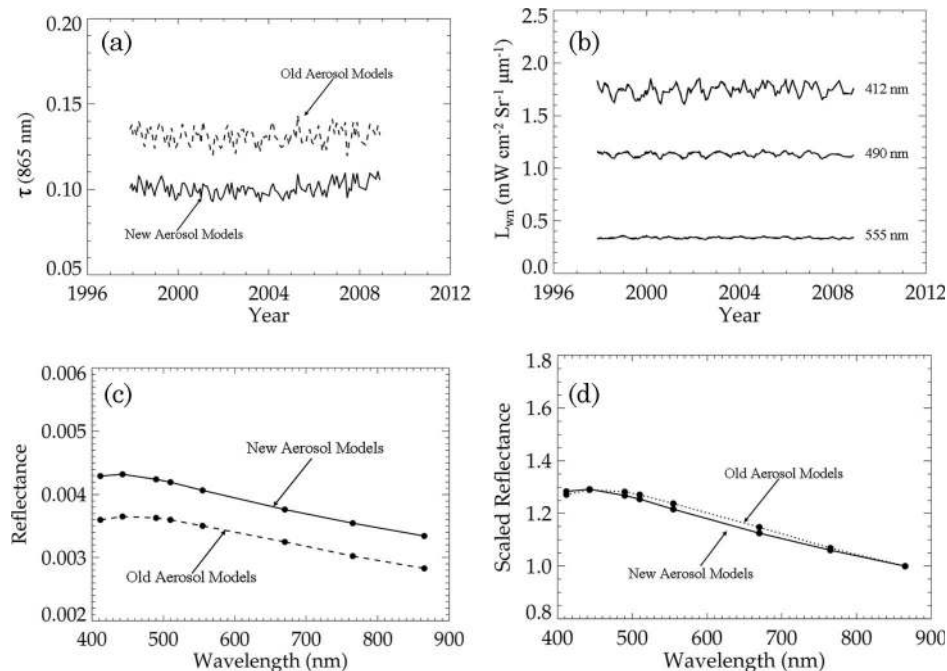 (a)
0.20
0.15
0.10
0.05
τ (865 nm)
Old Aerosol Models
New Aerosol Models
1996 2000 2004 2008 2012
Year
(b)
2.5
2.0
1.5
1.0
0.5
0.0
Lwn (mW cm-2 Sr-1 μm-1)
412 nm
490 nm
555 nm
1996 2000 2004 2008 2012
Year
(c)
0.006
0.005
0.004
0.003
0.002
Reflectance
New Aerosol Models
Old Aerosol Models
400 500 600 700 800 900
Wavelength (nm)
(d)
1.8
1.6
1.4
1.2
1.0
0.8
Scaled Reflectance
Old Aerosol Models
New Aerosol Models
400 500 600 700 800 900
Wavelength (nm)